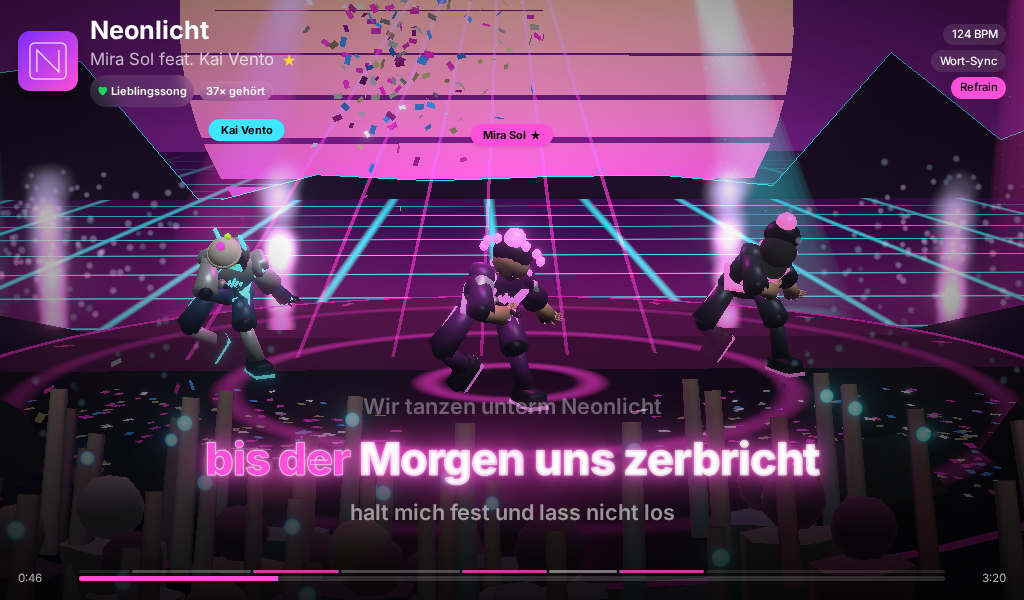 Neonlicht
Mira Sol feat. Kai Vento ★
Lieblingssong
37× gehört
124 BPM
Wort-Sync
Refrain
N
Kai Vento
Mira Sol ★
Wir tanzen unterm Neonlicht
bis der Morgen uns zerbricht
halt mich fest und lass nicht los
0:46
3:20